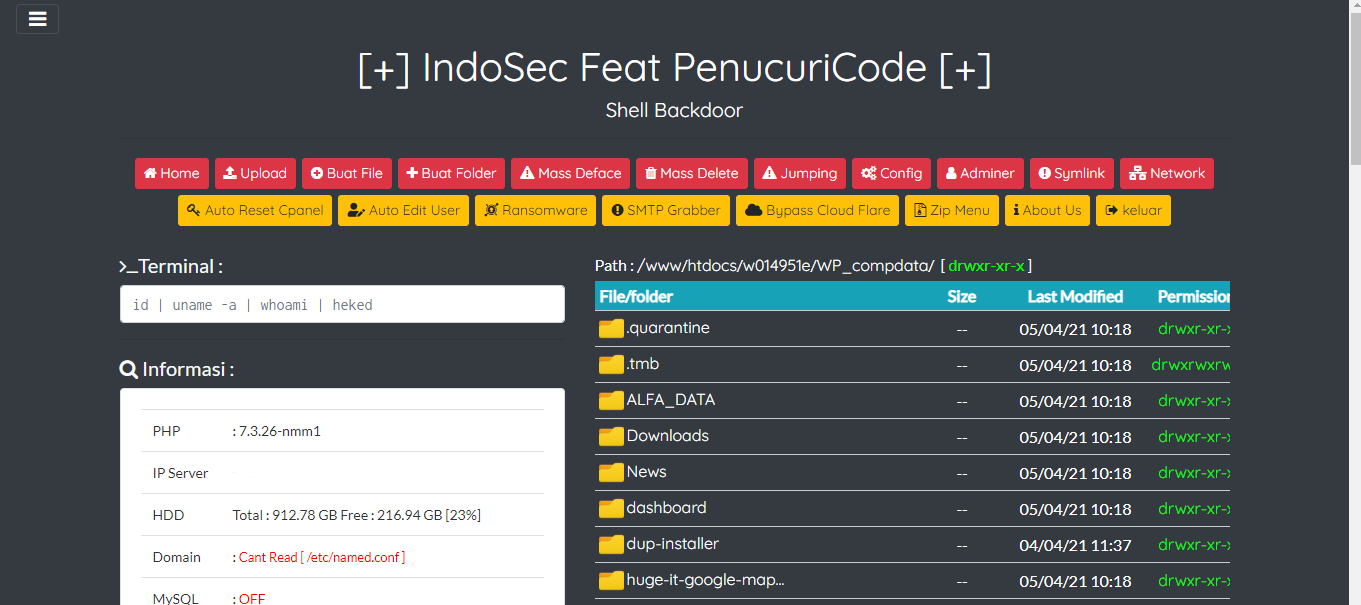 [+] IndoSec Feat PenucuriCode [+]
Shell Backdoor
Home Upload Buat File Buat Folder Mass Deface Mass Delete Jumping Config Adminer Symlink Network
Auto Reset Cpanel Auto Edit User Ransomware SMTP Grabber Bypass Cloud Flare Zip Menu About Us keluar
>_Terminal :
id | uname -a | whoami | heked
Informasi :
PHP : 7.3.26-nmm1
IP Server
HDD Total : 912.78 GB Free : 216.94 GB [23%]
Domain : Cant Read [ /etc/named.conf ]
MySQL : OFF
Path : /www/htdocs/w014951e/WP_compdata/ [ drwxr-xr-x ]
File/folder Size Last Modified Permission
.quarantine -- 05/04/21 10:18 drwxr-xr-x
.tmb -- 05/04/21 10:18 drwxrwxrw
ALFA_DATA -- 05/04/21 10:18 drwxr-xr-x
Downloads -- 05/04/21 10:18 drwxr-xr-x
News -- 05/04/21 10:18 drwxr-xr-x
dashboard -- 05/04/21 10:18 drwxr-xr-x
dup-installer -- 04/04/21 11:37 drwxr-xr-x
huge-it-google-map... -- 05/04/21 10:18 drwxr-xr-x